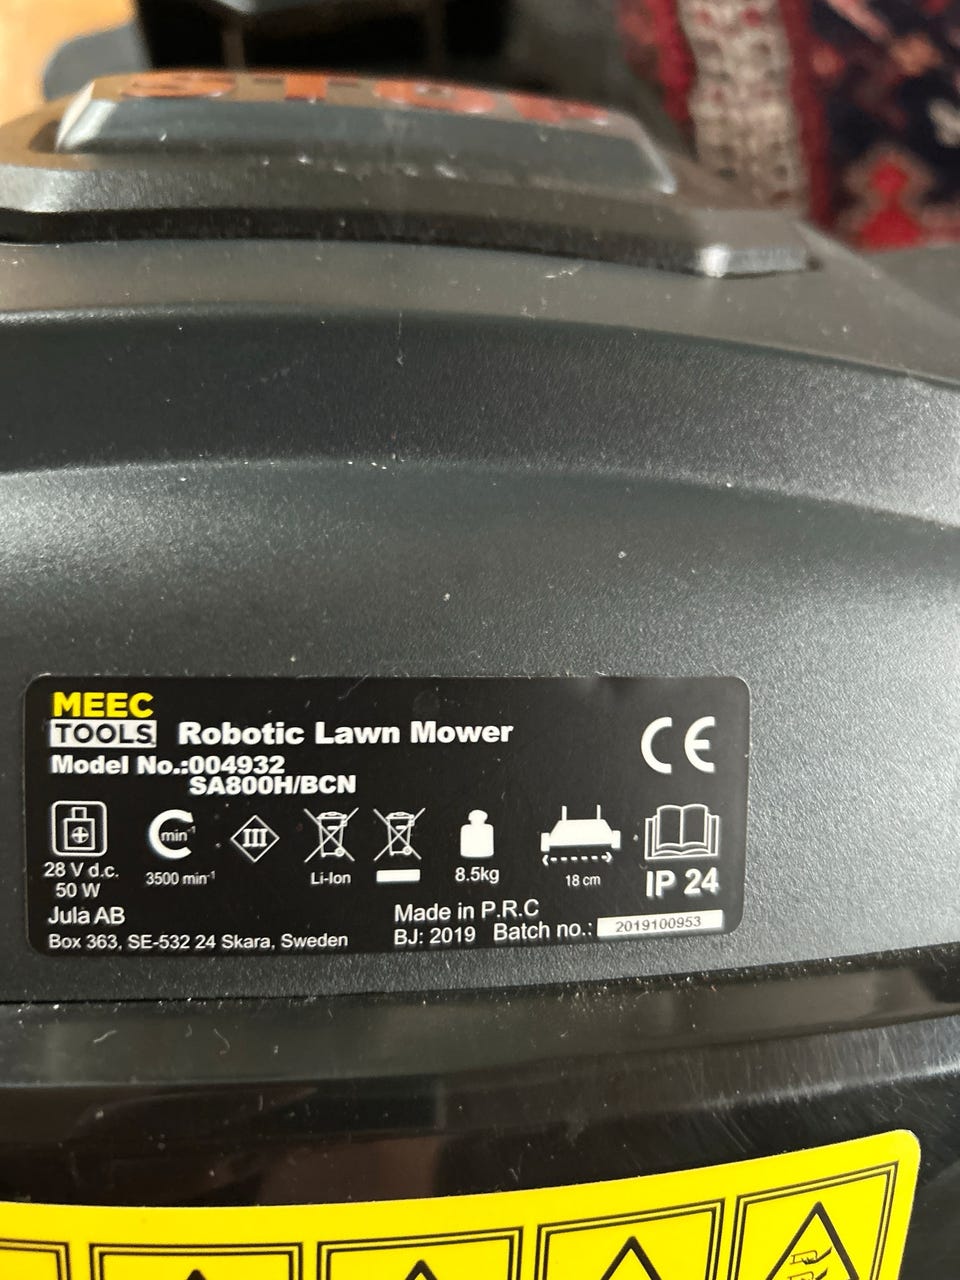 STOP
MEEC
TOOLS
Robotic Lawn Mower
CE
Model No.:004932
SA800H/BCN
min⁻¹
III
28 V d.c.
50 W
3500 min⁻¹
Li-Ion
8.5kg
18 cm
IP 24
Jula AB
Box 363, SE-532 24 Skara, Sweden
Made in P.R.C
BJ: 2019 Batch no.: 2019100953